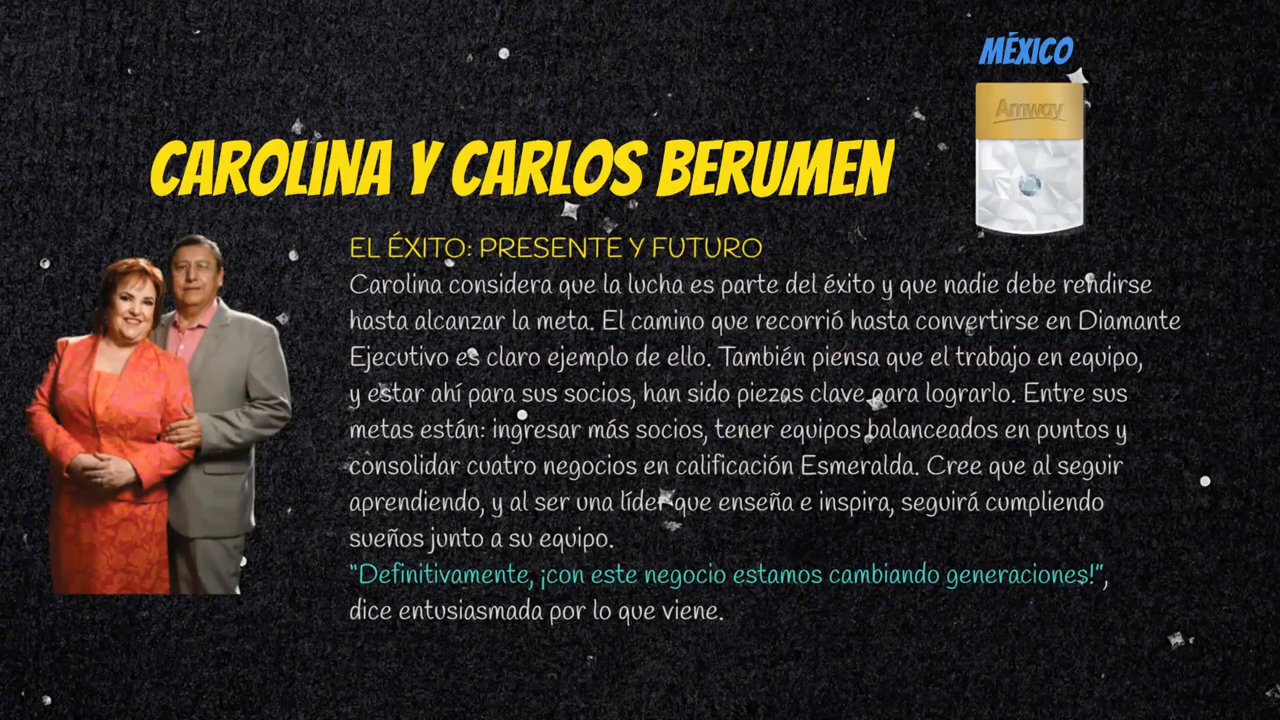 MÉXICO
Amway
CAROLINA Y CARLOS BERUMEN
EL ÉXITO: PRESENTE Y FUTURO
Carolina considera que la lucha es parte del éxito y que nadie debe rendirse
hasta alcanzar la meta. El camino que recorrió hasta convertirse en Diamante
Ejecutivo es claro ejemplo de ello. También piensa que el trabajo en equipo,
y estar ahí para sus socios, han sido piezas clave para lograrlo. Entre sus
metas están: ingresar más socios, tener equipos balanceados en puntos y
consolidar cuatro negocios en calificación Esmeralda. Cree que al seguir
aprendiendo, y al ser una líder que enseña e inspira, seguirá cumpliendo
sueños junto a su equipo.
“Definitivamente, ¡con este negocio estamos cambiando generaciones!”,
dice entusiasmada por lo que viene.